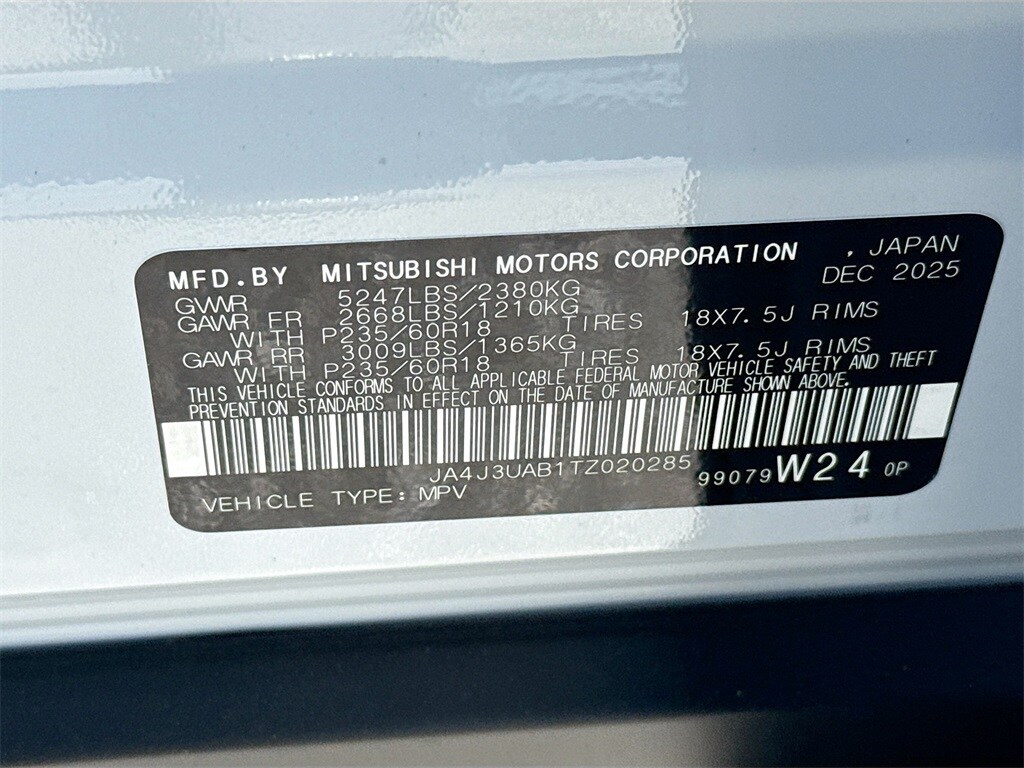 MFD.BY MITSUBISHI MOTORS CORPORATION , JAPAN
DEC 2025
GVWR 5247LBS/2380KG
GAWR FR 2668LBS/1210KG
WITH P235/60R18 TIRES 18X7.5J RIMS
GAWR RR 3009LBS/1365KG
WITH P235/60R18 TIRES 18X7.5J RIMS
THIS VEHICLE CONFORMS TO ALL APPLICABLE FEDERAL MOTOR VEHICLE SAFETY AND THEFT
PREVENTION STANDARDS IN EFFECT ON THE DATE OF MANUFACTURE SHOWN ABOVE.
JA4J3UAB1TZ020285
VEHICLE TYPE: MPV 99079 W24 0P